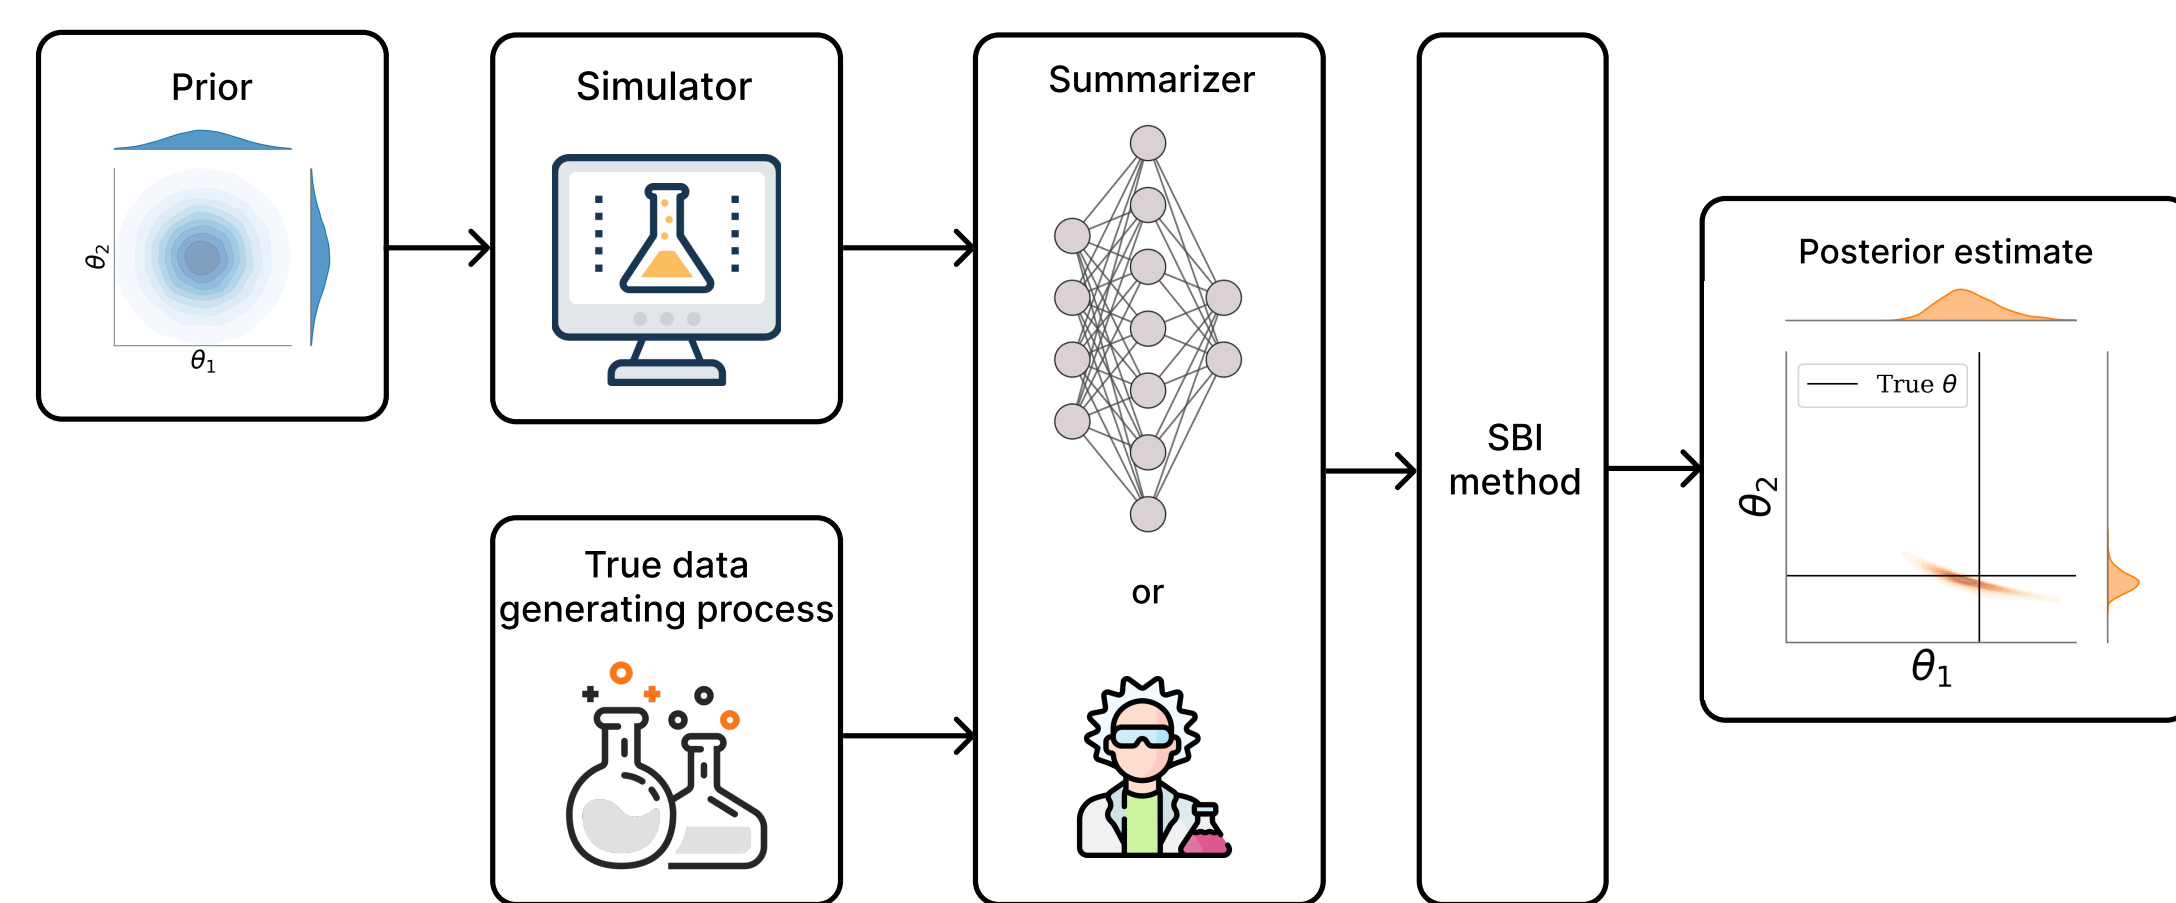 Prior
θ2
θ1
Simulator
True data
generating process
Summarizer
or
SBI
method
Posterior estimate
True θ
θ2
θ1